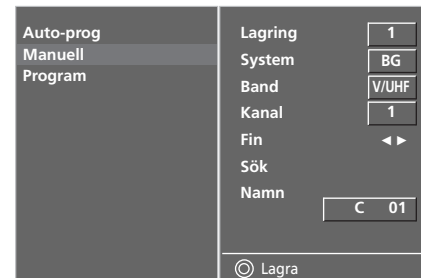 Auto-prog
Manuell
Program
Lagring 1
System BG
Band V/UHF
Kanal 1
Fin ◄►
Sök
Namn
C 01
Lagra